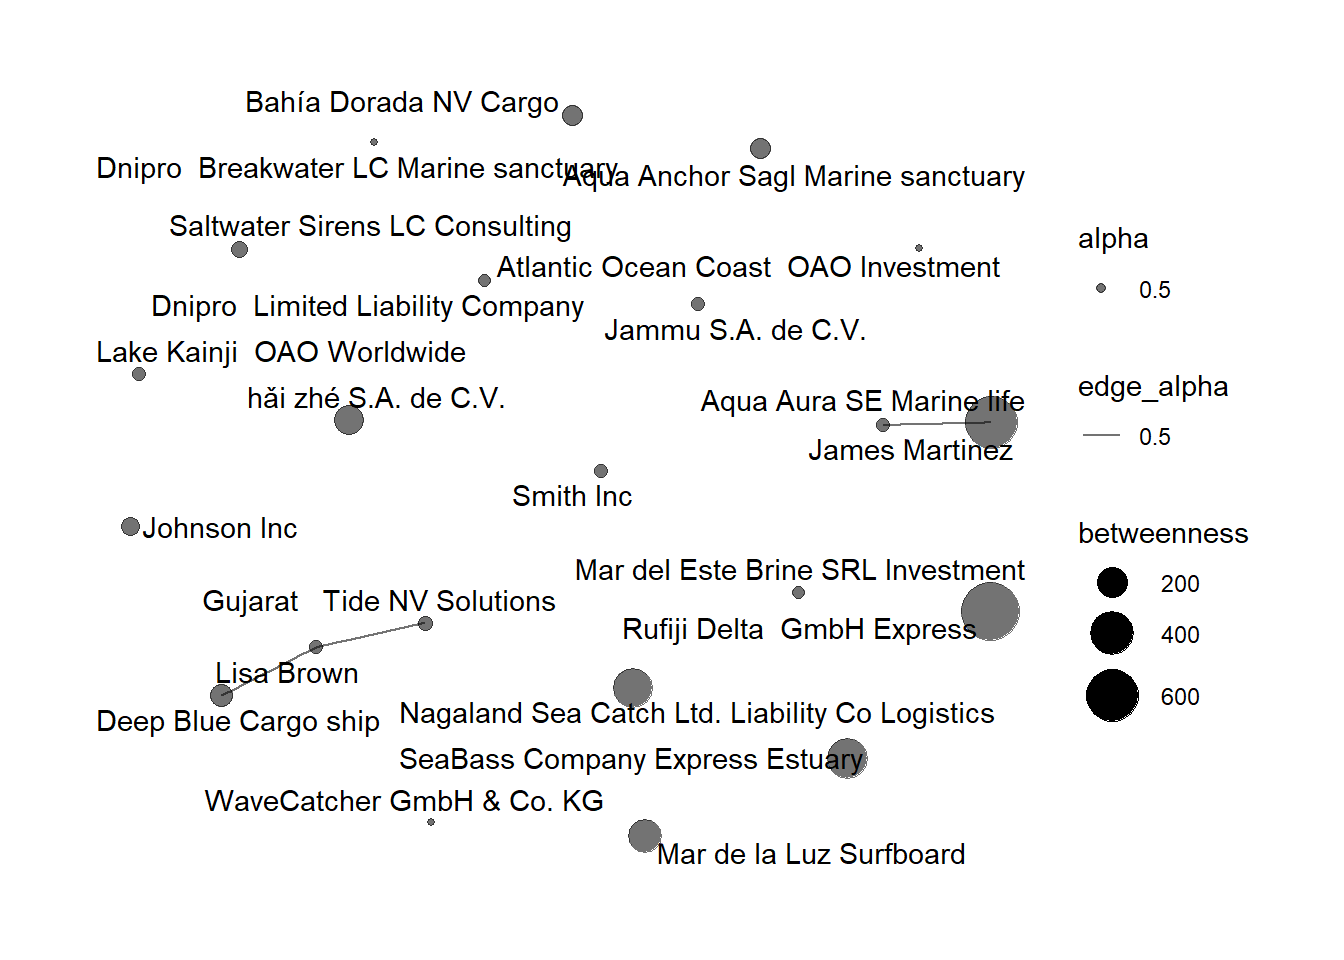 Bahía Dorada NV Cargo
Dnipro  Breakwater LC Marine sanctuary
Aqua Anchor Sagl Marine sanctuary
Saltwater Sirens LC Consulting
Atlantic Ocean Coast  OAO Investment
Dnipro  Limited Liability Company
Jammu S.A. de C.V.
Lake Kainji  OAO Worldwide
hǎi zhé S.A. de C.V.
Aqua Aura SE Marine life
James Martinez
Smith Inc
Johnson Inc
Mar del Este Brine SRL Investment
Gujarat   Tide NV Solutions
Rufiji Delta  GmbH Express
Lisa Brown
Deep Blue Cargo ship
Nagaland Sea Catch Ltd. Liability Co Logistics
SeaBass Company Express Estuary
WaveCatcher GmbH & Co. KG
Mar de la Luz Surfboard
alpha
0.5
edge_alpha
0.5
betweenness
200
400
600